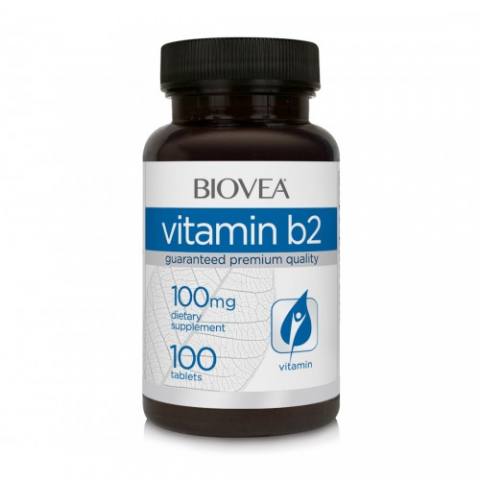 BIOVEA®
vitamin b2
guaranteed premium quality
100mg
dietary
supplement
100
tablets
vitamin